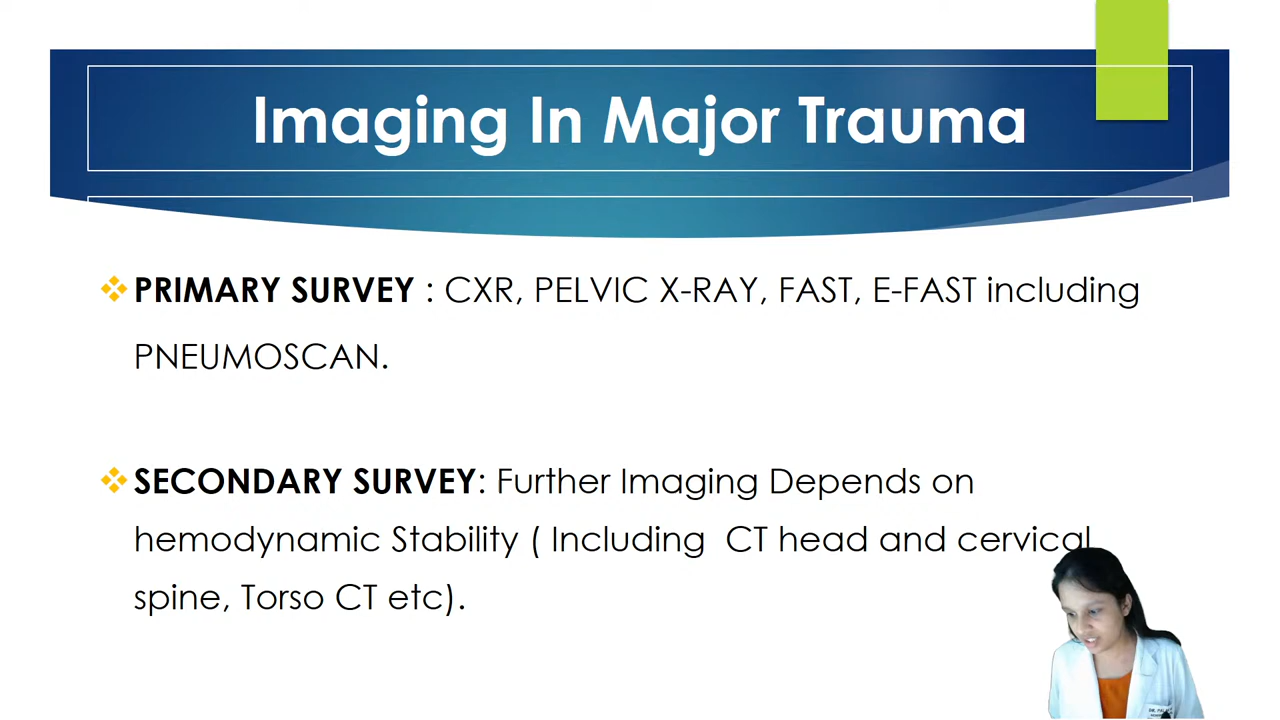 Imaging In Major Trauma
PRIMARY SURVEY : CXR, PELVIC X-RAY, FAST, E-FAST including
PNEUMOSCAN.
SECONDARY SURVEY: Further Imaging Depends on
hemodynamic Stability ( Including CT head and cervical
spine, Torso CT etc).